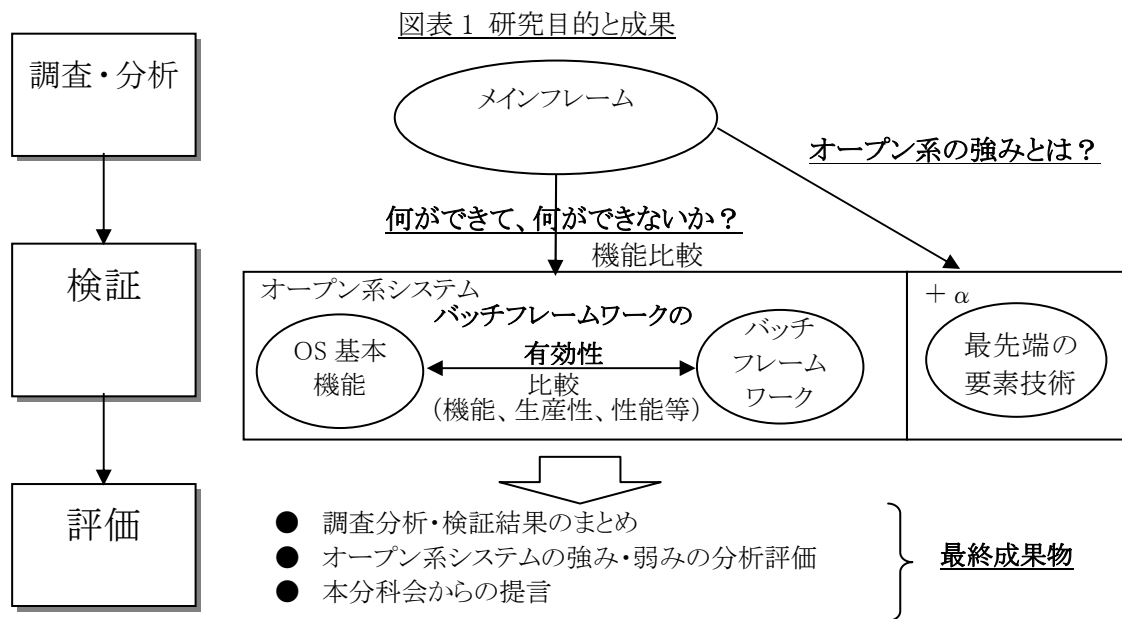 図表1 研究目的と成果
調査・分析
メインフレーム
オープン系の強みとは？
何ができて、何ができないか？
機能比較
検証
オープン系システム
＋α
バッチフレームワークの
有効性
OS基本
機能
比較
（機能、生産性、性能等）
バッチ
フレーム
ワーク
最先端の
要素技術
評価
● 調査分析・検証結果のまとめ
● オープン系システムの強み・弱みの分析評価
● 本分科会からの提言
最終成果物